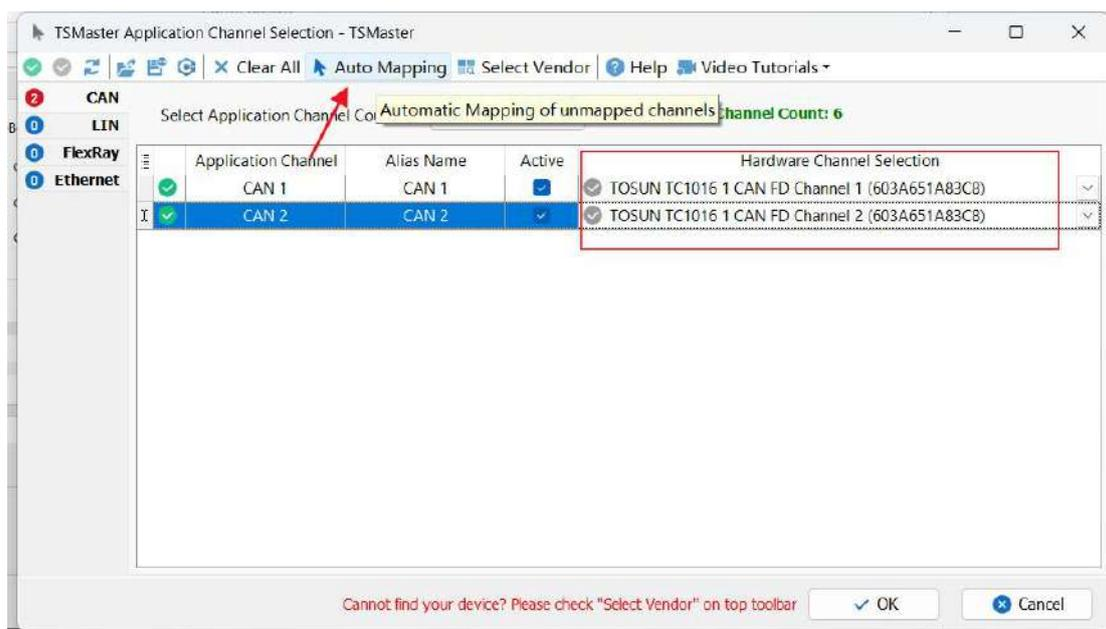 TSMaster Application Channel Selection - TSMaster
Clear All Auto Mapping Select Vendor Help Video Tutorials
2 CAN
0 LIN
0 FlexRay
0 Ethernet
Select Application Channel Co
Automatic Mapping of unmapped channels
hannel Count: 6
Application Channel Alias Name Active Hardware Channel Selection
CAN 1 CAN 1 TOSUN TC1016 1 CAN FD Channel 1 (603A651A83C8)
CAN 2 CAN 2 TOSUN TC1016 1 CAN FD Channel 2 (603A651A83C8)
Cannot find your device? Please check "Select Vendor" on top toolbar
OK Cancel